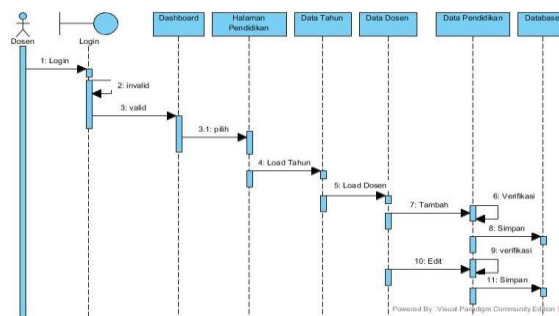 Dosen
Login
Dashboard
Halaman
Pendidikan
Data Tahun
Data Dosen
Data Pendidikan
Database
1: Login
2: invalid
3: valid
3.1: pilih
4: Load Tahun
5: Load Dosen
6: Verifikasi
7: Tambah
8: Simpan
9: verifikasi
10: Edit
11: Simpan
Powered By: Visual Paradigm Community Edition